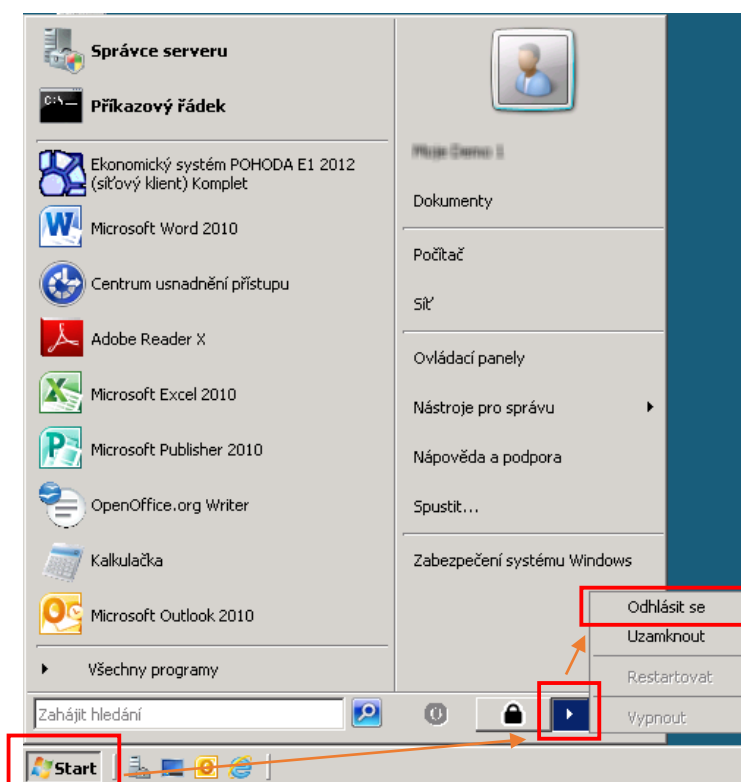 Správce serveru
C:\
Příkazový řádek
Ekonomický systém POHODA E1 2012
(síťový klient) Komplet
Microsoft Word 2010
Centrum usnadnění přístupu
Adobe Reader X
Microsoft Excel 2010
Microsoft Publisher 2010
OpenOffice.org Writer
Kalkulačka
Microsoft Outlook 2010
Všechny programy
Zahájit hledání
Dokumenty
Počítač
Síť
Ovládací panely
Nástroje pro správu
Nápověda a podpora
Spustit...
Zabezpečení systému Windows
Odhlásit se
Uzamknout
Restartovat
Vypnout
Start